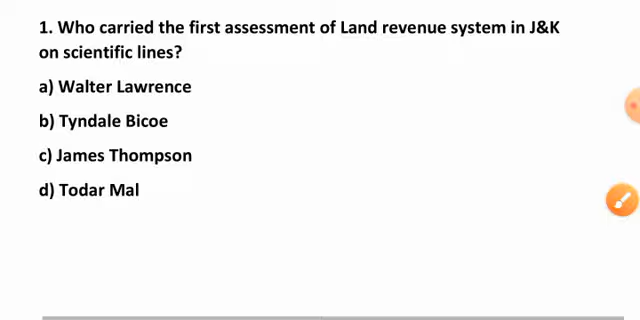 1. Who carried the first assessment of Land revenue system in J&K
on scientific lines?
a) Walter Lawrence
b) Tyndale Bicoe
c) James Thompson
d) Todar Mal